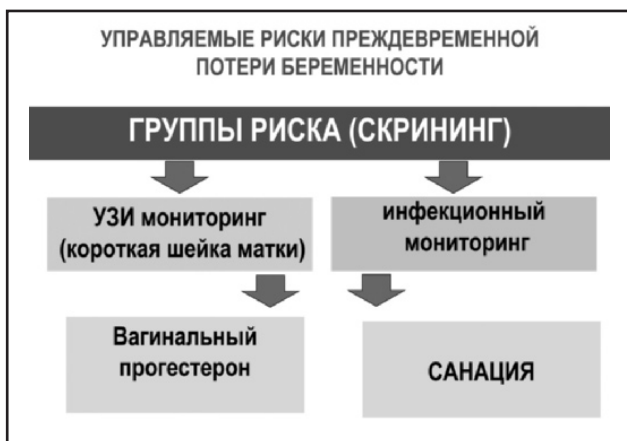 УПРАВЛЯЕМЫЕ РИСКИ ПРЕЖДЕВРЕМЕННОЙ
ПОТЕРИ БЕРЕМЕННОСТИ
ГРУППЫ РИСКА (СКРИНИНГ)
УЗИ мониторинг
(короткая шейка матки)
инфекционный
мониторинг
Вагинальный
прогестерон
САНАЦИЯ